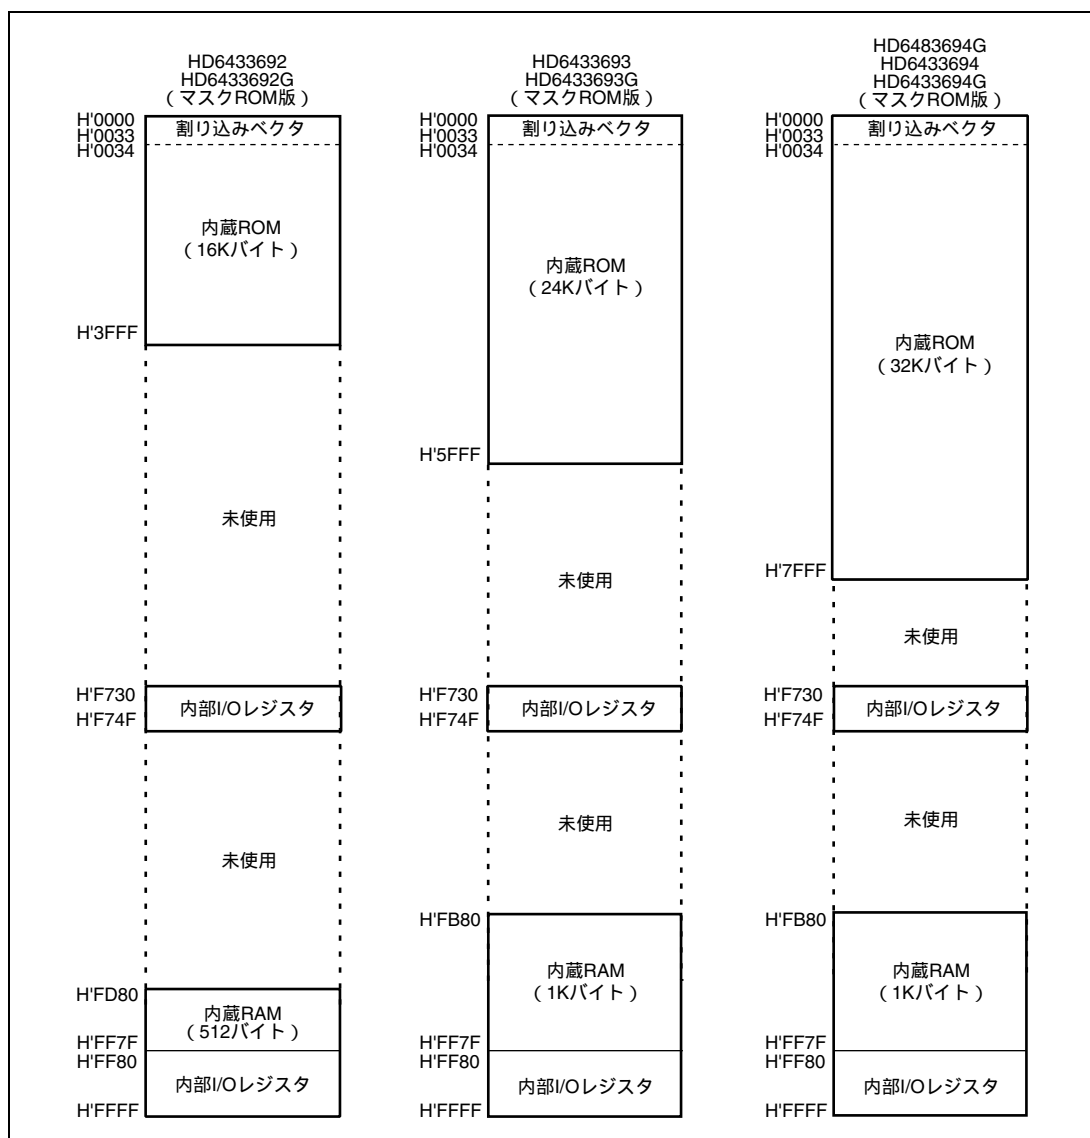 HD6433692
HD6433692G
（マスクROM版）
H'0000
H'0033
H'0034
割り込みベクタ
内蔵ROM
（16Kバイト）
H'3FFF
未使用
H'F730
H'F74F
内部I/Oレジスタ
未使用
H'FD80
内蔵RAM
（512バイト）
H'FF7F
H'FF80
内部I/Oレジスタ
H'FFFF
HD6433693
HD6433693G
（マスクROM版）
H'0000
H'0033
H'0034
割り込みベクタ
内蔵ROM
（24Kバイト）
H'5FFF
未使用
H'F730
H'F74F
内部I/Oレジスタ
未使用
H'FB80
内蔵RAM
（1Kバイト）
H'FF7F
H'FF80
内部I/Oレジスタ
H'FFFF
HD6483694G
HD6433694
HD6433694G
（マスクROM版）
H'0000
H'0033
H'0034
割り込みベクタ
内蔵ROM
（32Kバイト）
H'7FFF
未使用
H'F730
H'F74F
内部I/Oレジスタ
未使用
H'FB80
内蔵RAM
（1Kバイト）
H'FF7F
H'FF80
内部I/Oレジスタ
H'FFFF